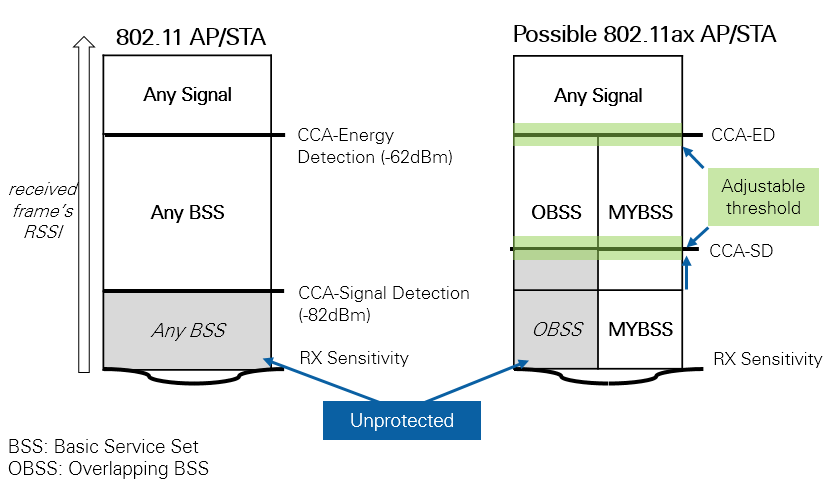 802.11 AP/STA
Possible 802.11ax AP/STA
Any Signal
Any Signal
CCA-Energy
Detection (-62dBm)
CCA-ED
received
frame's
RSSI
Any BSS
OBSS
MYBSS
Adjustable
threshold
CCA-SD
CCA-Signal Detection
(-82dBm)
Any BSS
OBSS
MYBSS
RX Sensitivity
RX Sensitivity
Unprotected
BSS: Basic Service Set
OBSS: Overlapping BSS